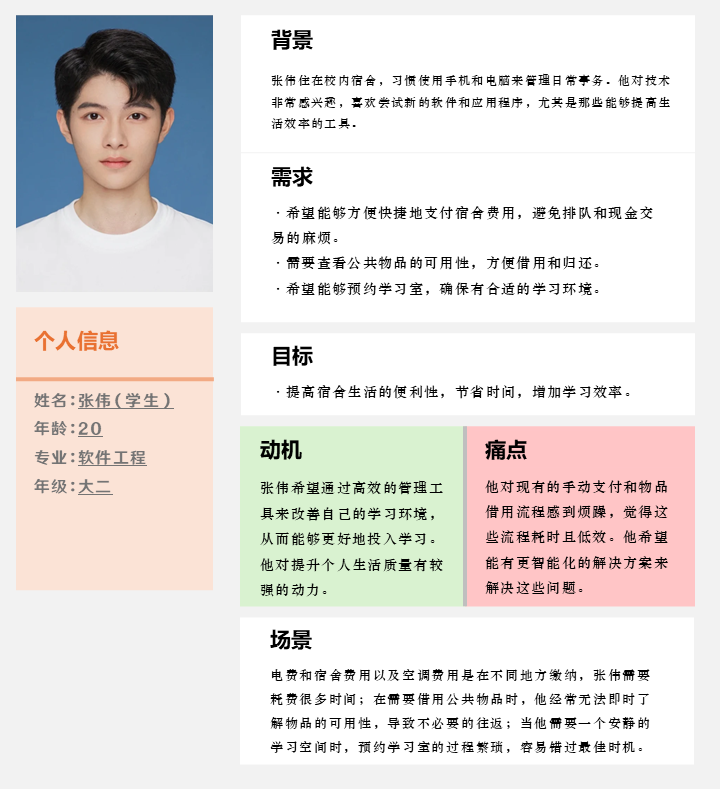 个人信息
姓名：张伟（学生）
年龄：20
专业：软件工程
年级：大二
背景
张伟住在校内宿舍，习惯使用手机和电脑来管理日常事务。他对技术
非常感兴趣，喜欢尝试新的软件和应用程序，尤其是那些能够提高生
活效率的工具。
需求
· 希望能够方便快捷地支付宿舍费用，避免排队和现金交
易的麻烦。
· 需要查看公共物品的可用性，方便借用和归还。
· 希望能够预约学习室，确保有合适的学习环境。
目标
· 提高宿舍生活的便利性，节省时间，增加学习效率。
动机
张伟希望通过高效的管理工
具来改善自己的学习环境，
从而能够更好地投入学习。
他对提升个人生活质量有较
强的动力。
痛点
他对现有的手动支付和物品
借用流程感到烦躁，觉得这
些流程耗时且低效。他希望
能有更智能化的解决方案来
解决这些问题。
场景
电费和宿舍费用以及空调费用是在不同地方缴纳，张伟需要
耗费很多时间；在需要借用公共物品时，他经常无法即时了
解物品的可用性，导致不必要的往返；当他需要一个安静的
学习空间时，预约学习室的过程繁琐，容易错过最佳时机。